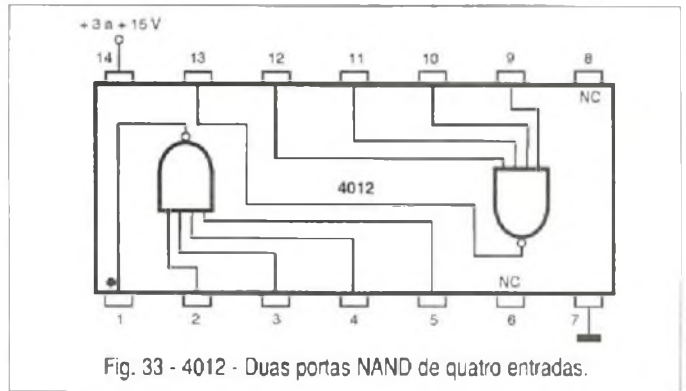 + 3 a + 15 V
14 13 12 11 10 9 8
NC
4012
NC
1 2 3 4 5 6 7
Fig. 33 - 4012 - Duas portas NAND de quatro entradas.